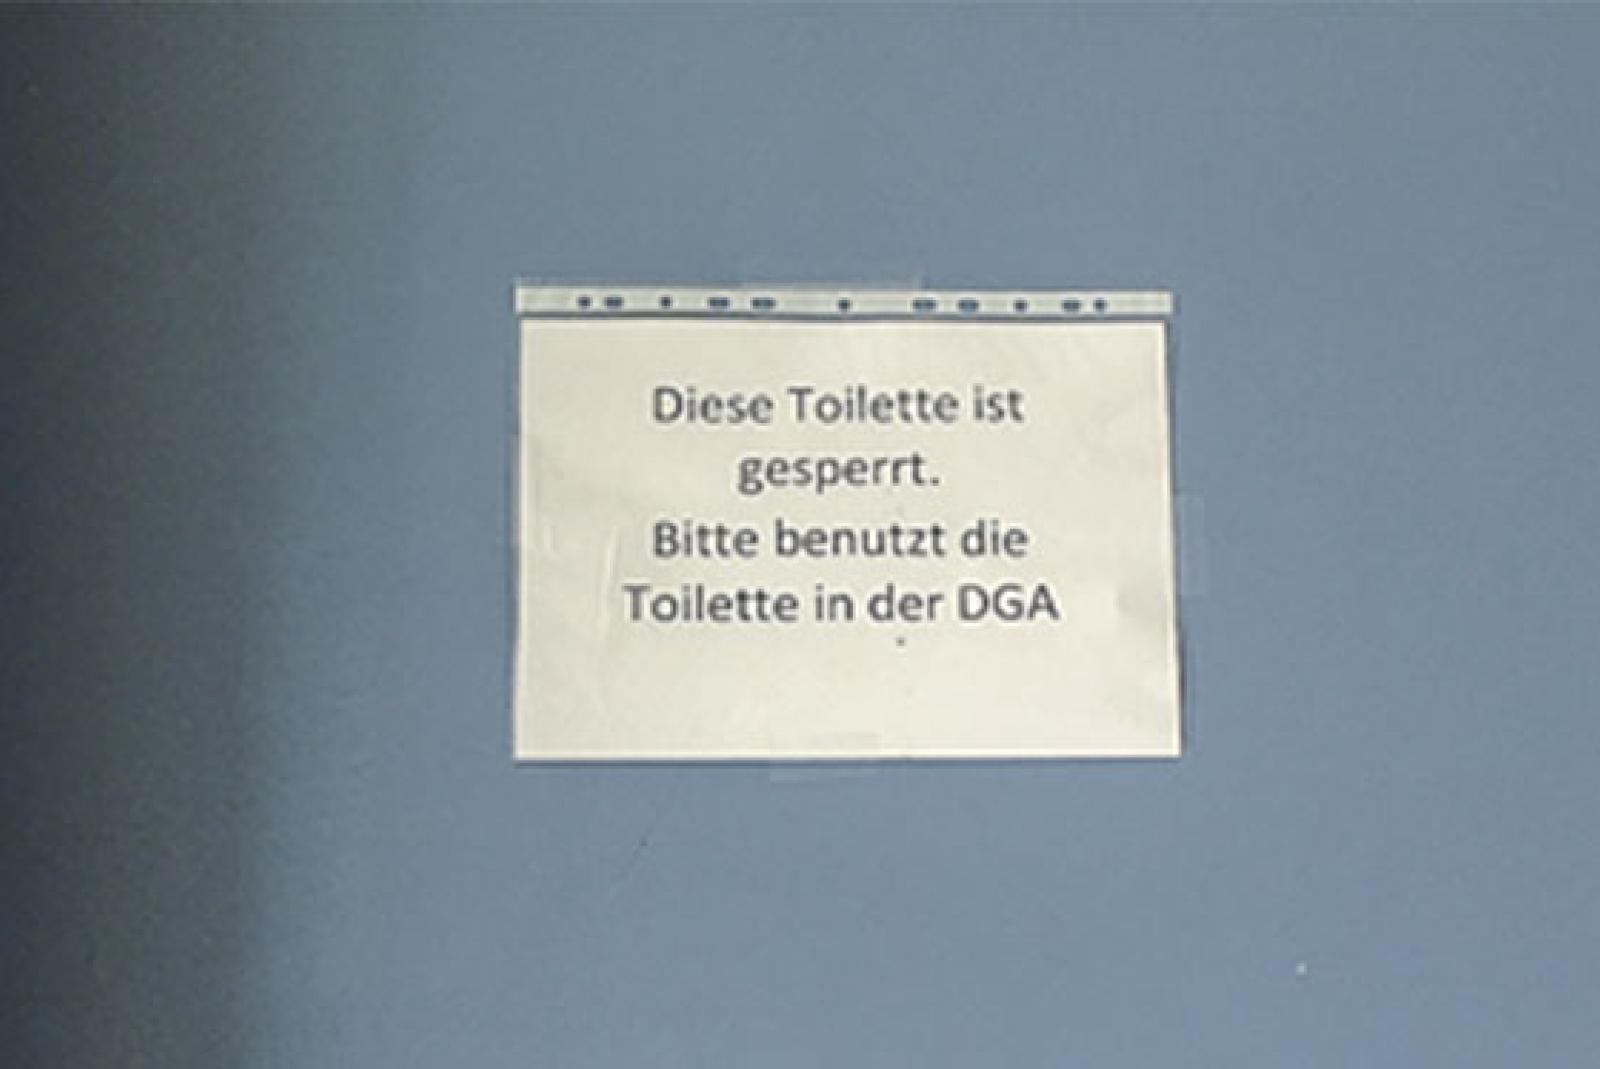 Diese Toilette ist
gesperrt.
Bitte benutzt die
Toilette in der DGA